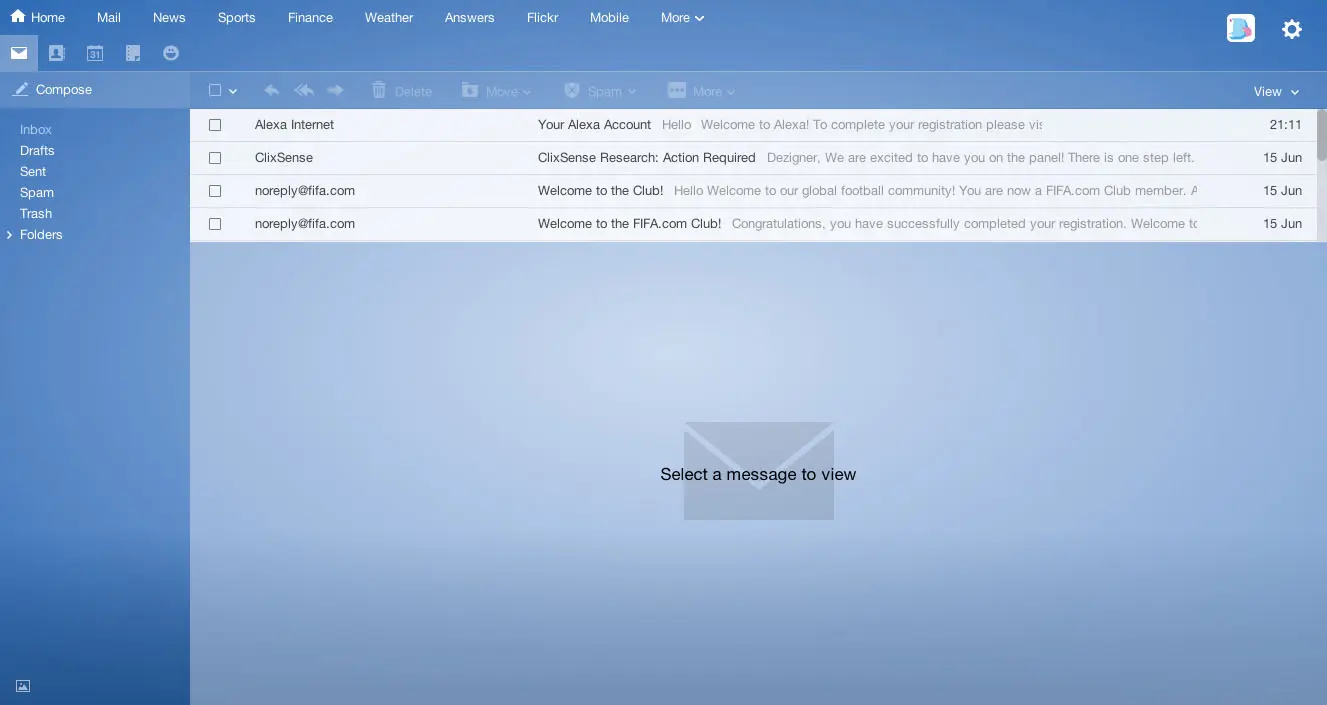 Home Mail News Sports Finance Weather Answers Flickr Mobile More
31
Compose Delete Move Spam More View
Inbox
Drafts
Sent
Spam
Trash
Folders
Alexa Internet Your Alexa Account Hello Welcome to Alexa! To complete your registration please vis 21:11
ClixSense ClixSense Research: Action Required Dezigner, We are excited to have you on the panel! There is one step left. 15 Jun
noreply@fifa.com Welcome to the Club! Hello Welcome to our global football community! You are now a FIFA.com Club member. A 15 Jun
noreply@fifa.com Welcome to the FIFA.com Club! Congratulations, you have successfully completed your registration. Welcome to 15 Jun
Select a message to view